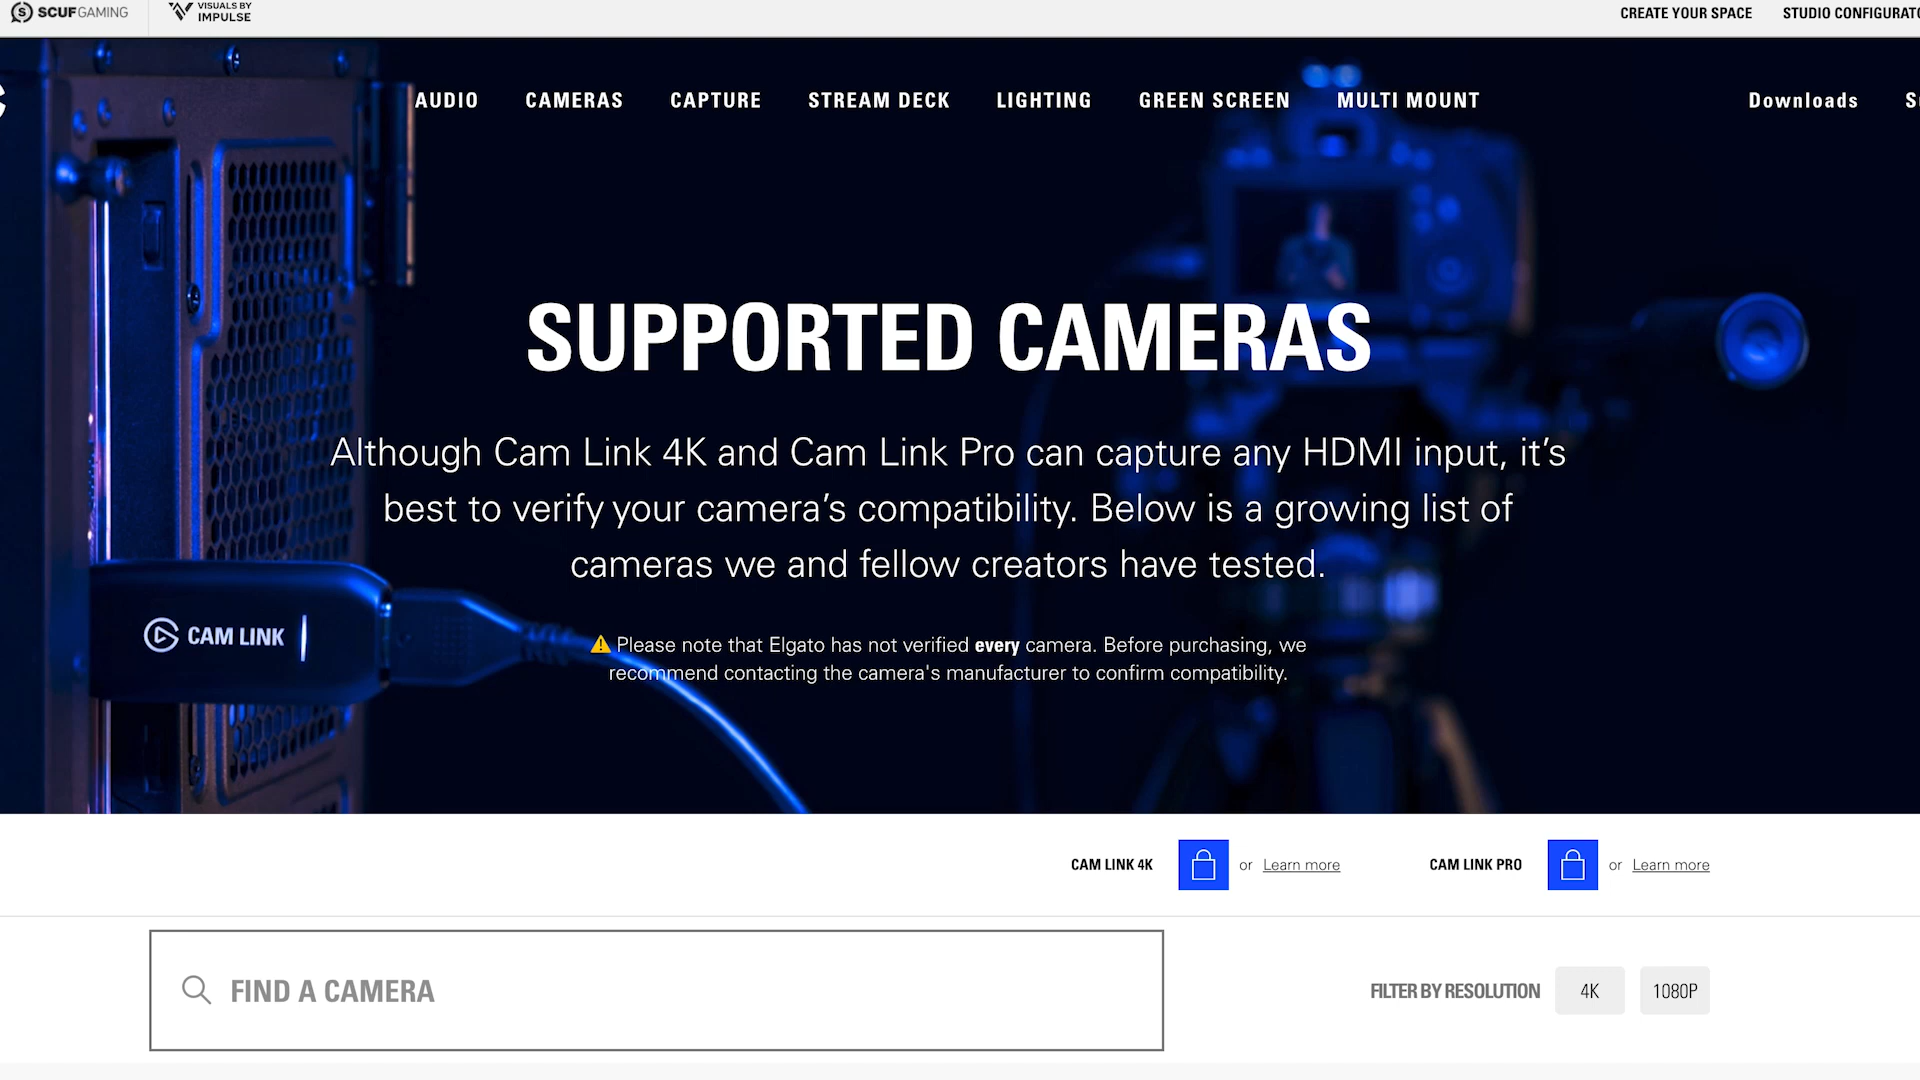 SCUFGAMING
VISUALS BY
IMPULSE
CREATE YOUR SPACE
AUDIO CAMERAS CAPTURE STREAM DECK LIGHTING GREEN SCREEN MULTI MOUNT Downloads
SUPPORTED CAMERAS
Although Cam Link 4K and Cam Link Pro can capture any HDMI input, it's
best to verify your camera's compatibility. Below is a growing list of
cameras we and fellow creators have tested.
CAM LINK
Please note that Elgato has not verified every camera. Before purchasing, we
recommend contacting the camera's manufacturer to confirm compatibility.
CAM LINK 4K or Learn more CAM LINK PRO or Learn more
FIND A CAMERA
FILTER BY RESOLUTION 4K 1080P